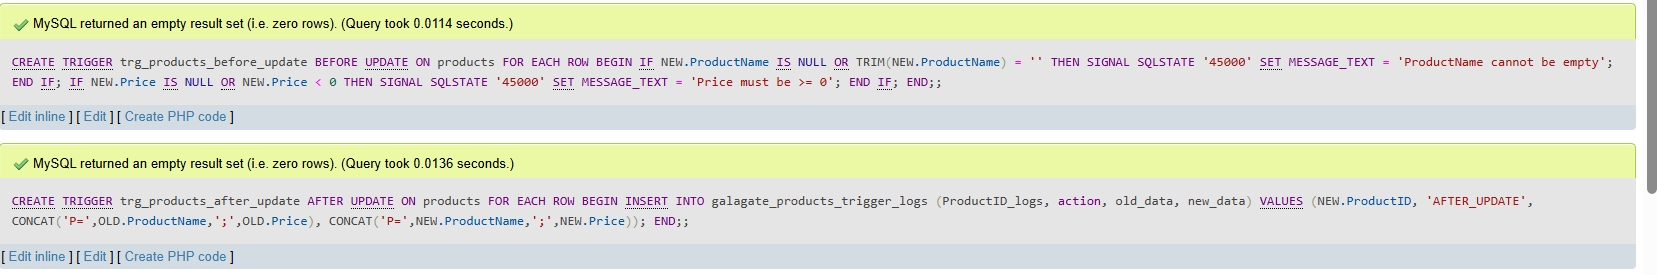 MySQL returned an empty result set (i.e. zero rows). (Query took 0.0114 seconds.)
CREATE TRIGGER trg_products_before_update BEFORE UPDATE ON products FOR EACH ROW BEGIN IF NEW.ProductName IS NULL OR TRIM(NEW.ProductName) = '' THEN SIGNAL SQLSTATE '45000' SET MESSAGE_TEXT = 'ProductName cannot be empty';
END IF; IF NEW.Price IS NULL OR NEW.Price < 0 THEN SIGNAL SQLSTATE '45000' SET MESSAGE_TEXT = 'Price must be >= 0'; END IF; END;;
[ Edit inline ] [ Edit ] [ Create PHP code ]
MySQL returned an empty result set (i.e. zero rows). (Query took 0.0136 seconds.)
CREATE TRIGGER trg_products_after_update AFTER UPDATE ON products FOR EACH ROW BEGIN INSERT INTO galagate_products_trigger_logs (ProductID_logs, action, old_data, new_data) VALUES (NEW.ProductID, 'AFTER_UPDATE',
CONCAT('P=',OLD.ProductName,';',OLD.Price), CONCAT('P=',NEW.ProductName,';',NEW.Price)); END;;
[ Edit inline ] [ Edit ] [ Create PHP code ]